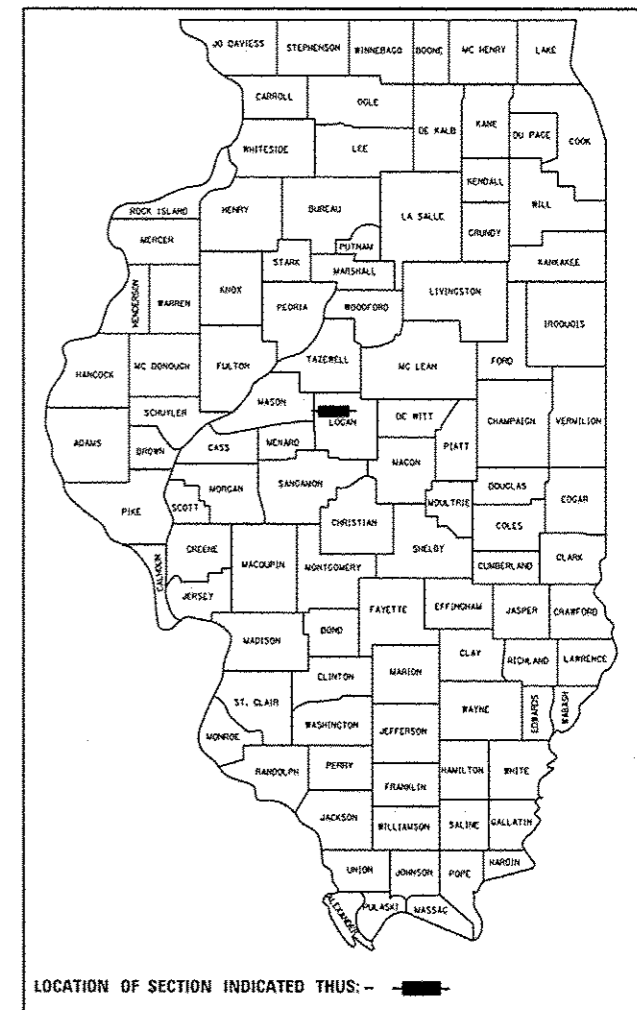 JO DAVIESS STEPHENSON WINNEBAGO BOONE MC HENRY LAKE
CARROLL OGLE DE KALB KANE DU PAGE COOK
WHITESIDE LEE KENDALL WILL
ROCK ISLAND HENRY BUREAU LA SALLE GRUNDY
MERCER PUTNAM KANKAKEE
STARK MARSHALL
HENDERSON WARREN KNOX PEORIA WOODFORD LIVINGSTON IROQUOIS
HANCOCK MC DONOUGH FULTON TAZEWELL MC LEAN FORD
SCHUYLER MASON LOGAN DE WITT CHAMPAIGN VERMILION
ADAMS BROWN CASS MENARD MACON PIATT
PIKE SCOTT MORGAN SANGAMON CHRISTIAN MOULTRIE DOUGLAS EDGAR
COLES
CALHOUN GREENE MACOUPIN MONTGOMERY SHELBY CUMBERLAND CLARK
JERSEY FAYETTE EFFINGHAM JASPER CRAWFORD
MADISON BOND CLAY RICHLAND LAWRENCE
CLINTON MARION
ST. CLAIR WASHINGTON JEFFERSON WAYNE EDWARDS WABASH
MONROE
RANDOLPH PERRY FRANKLIN HAMILTON WHITE
JACKSON WILLIAMSON SALINE GALLATIN
UNION JOHNSON POPE HARDIN
ALEXANDER PULASKI MASSAC
LOCATION OF SECTION INDICATED THUS: -